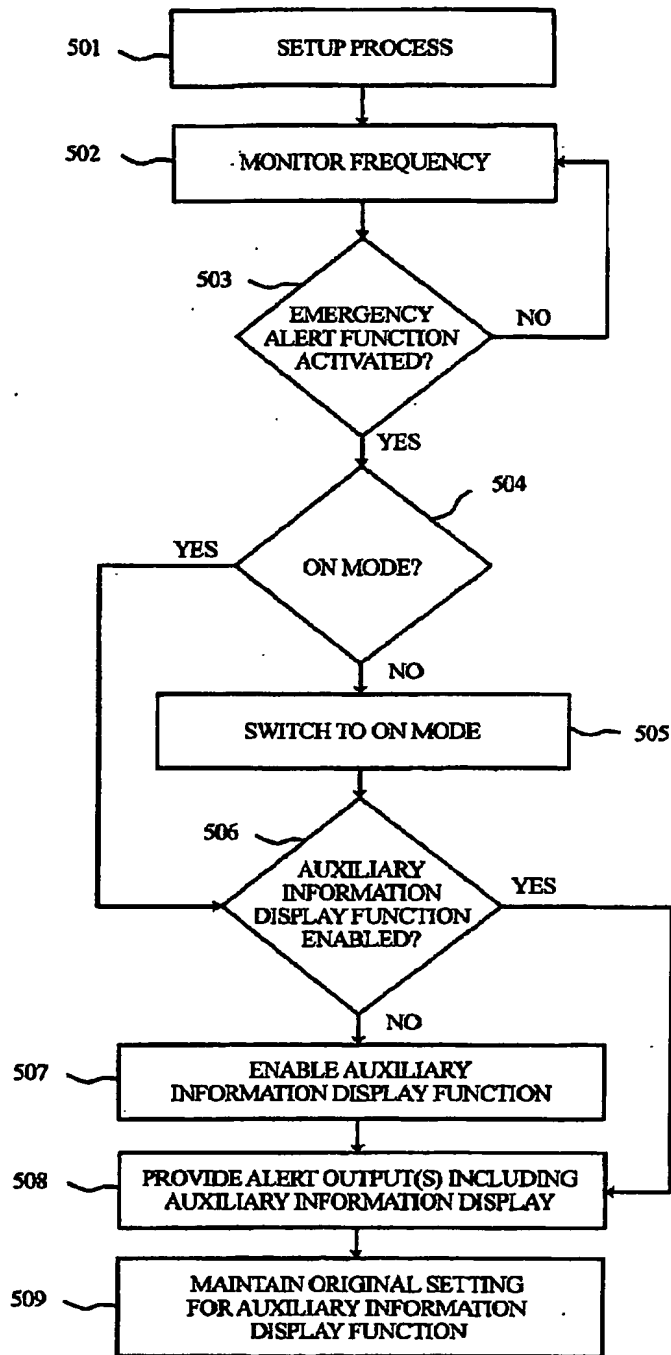 501
SETUP PROCESS
502
MONITOR FREQUENCY
503
EMERGENCY
ALERT FUNCTION
ACTIVATED?
NO
YES
504
YES
ON MODE?
NO
SWITCH TO ON MODE
505
506
AUXILIARY
INFORMATION
DISPLAY FUNCTION
ENABLED?
YES
NO
507
ENABLE AUXILIARY
INFORMATION DISPLAY FUNCTION
508
PROVIDE ALERT OUTPUT(S) INCLUDING
AUXILIARY INFORMATION DISPLAY
509
MAINTAIN ORIGINAL SETTING
FOR AUXILIARY INFORMATION
DISPLAY FUNCTION